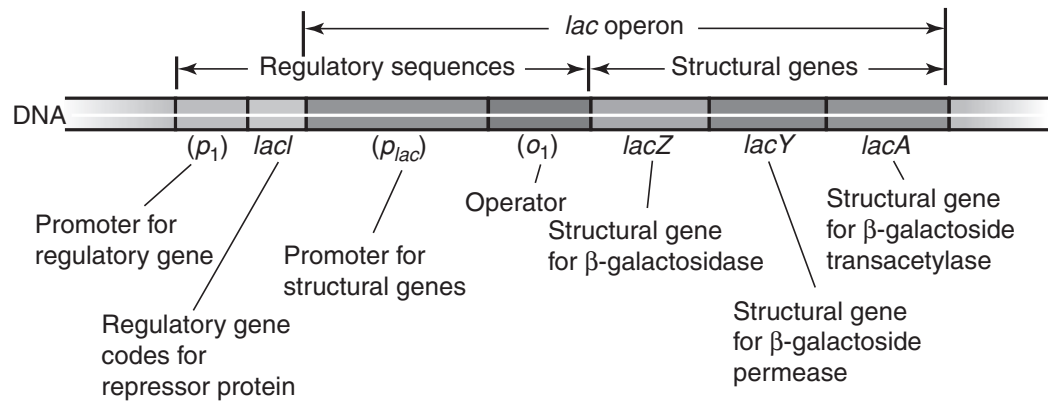 lac operon
Regulatory sequences
Structural genes
DNA
(p1)
lacI
(plac)
(o1)
lacZ
lacY
lacA
Promoter for
regulatory gene
Regulatory gene
codes for
repressor protein
Promoter for
structural genes
Operator
Structural gene
for β-galactosidase
Structural gene
for β-galactoside
permease
Structural gene
for β-galactoside
transacetylase